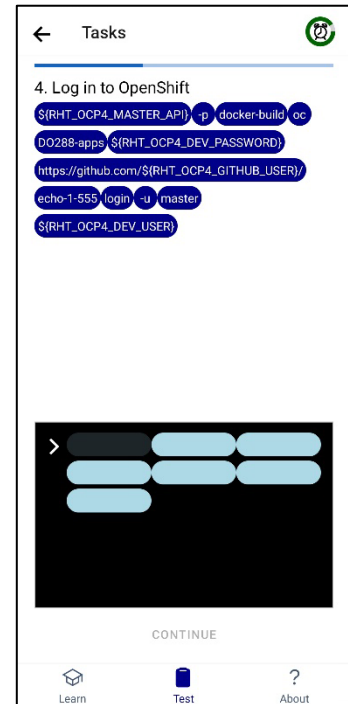 Tasks
4. Log in to OpenShift
${RHT_OCP4_MASTER_API} -p docker-build oc
DO288-apps ${RHT_OCP4_DEV_PASSWORD}
https://github.com/${RHT_OCP4_GITHUB_USER}/
echo-1-555 login -u master
${RHT_OCP4_DEV_USER}
CONTINUE
Learn Test About